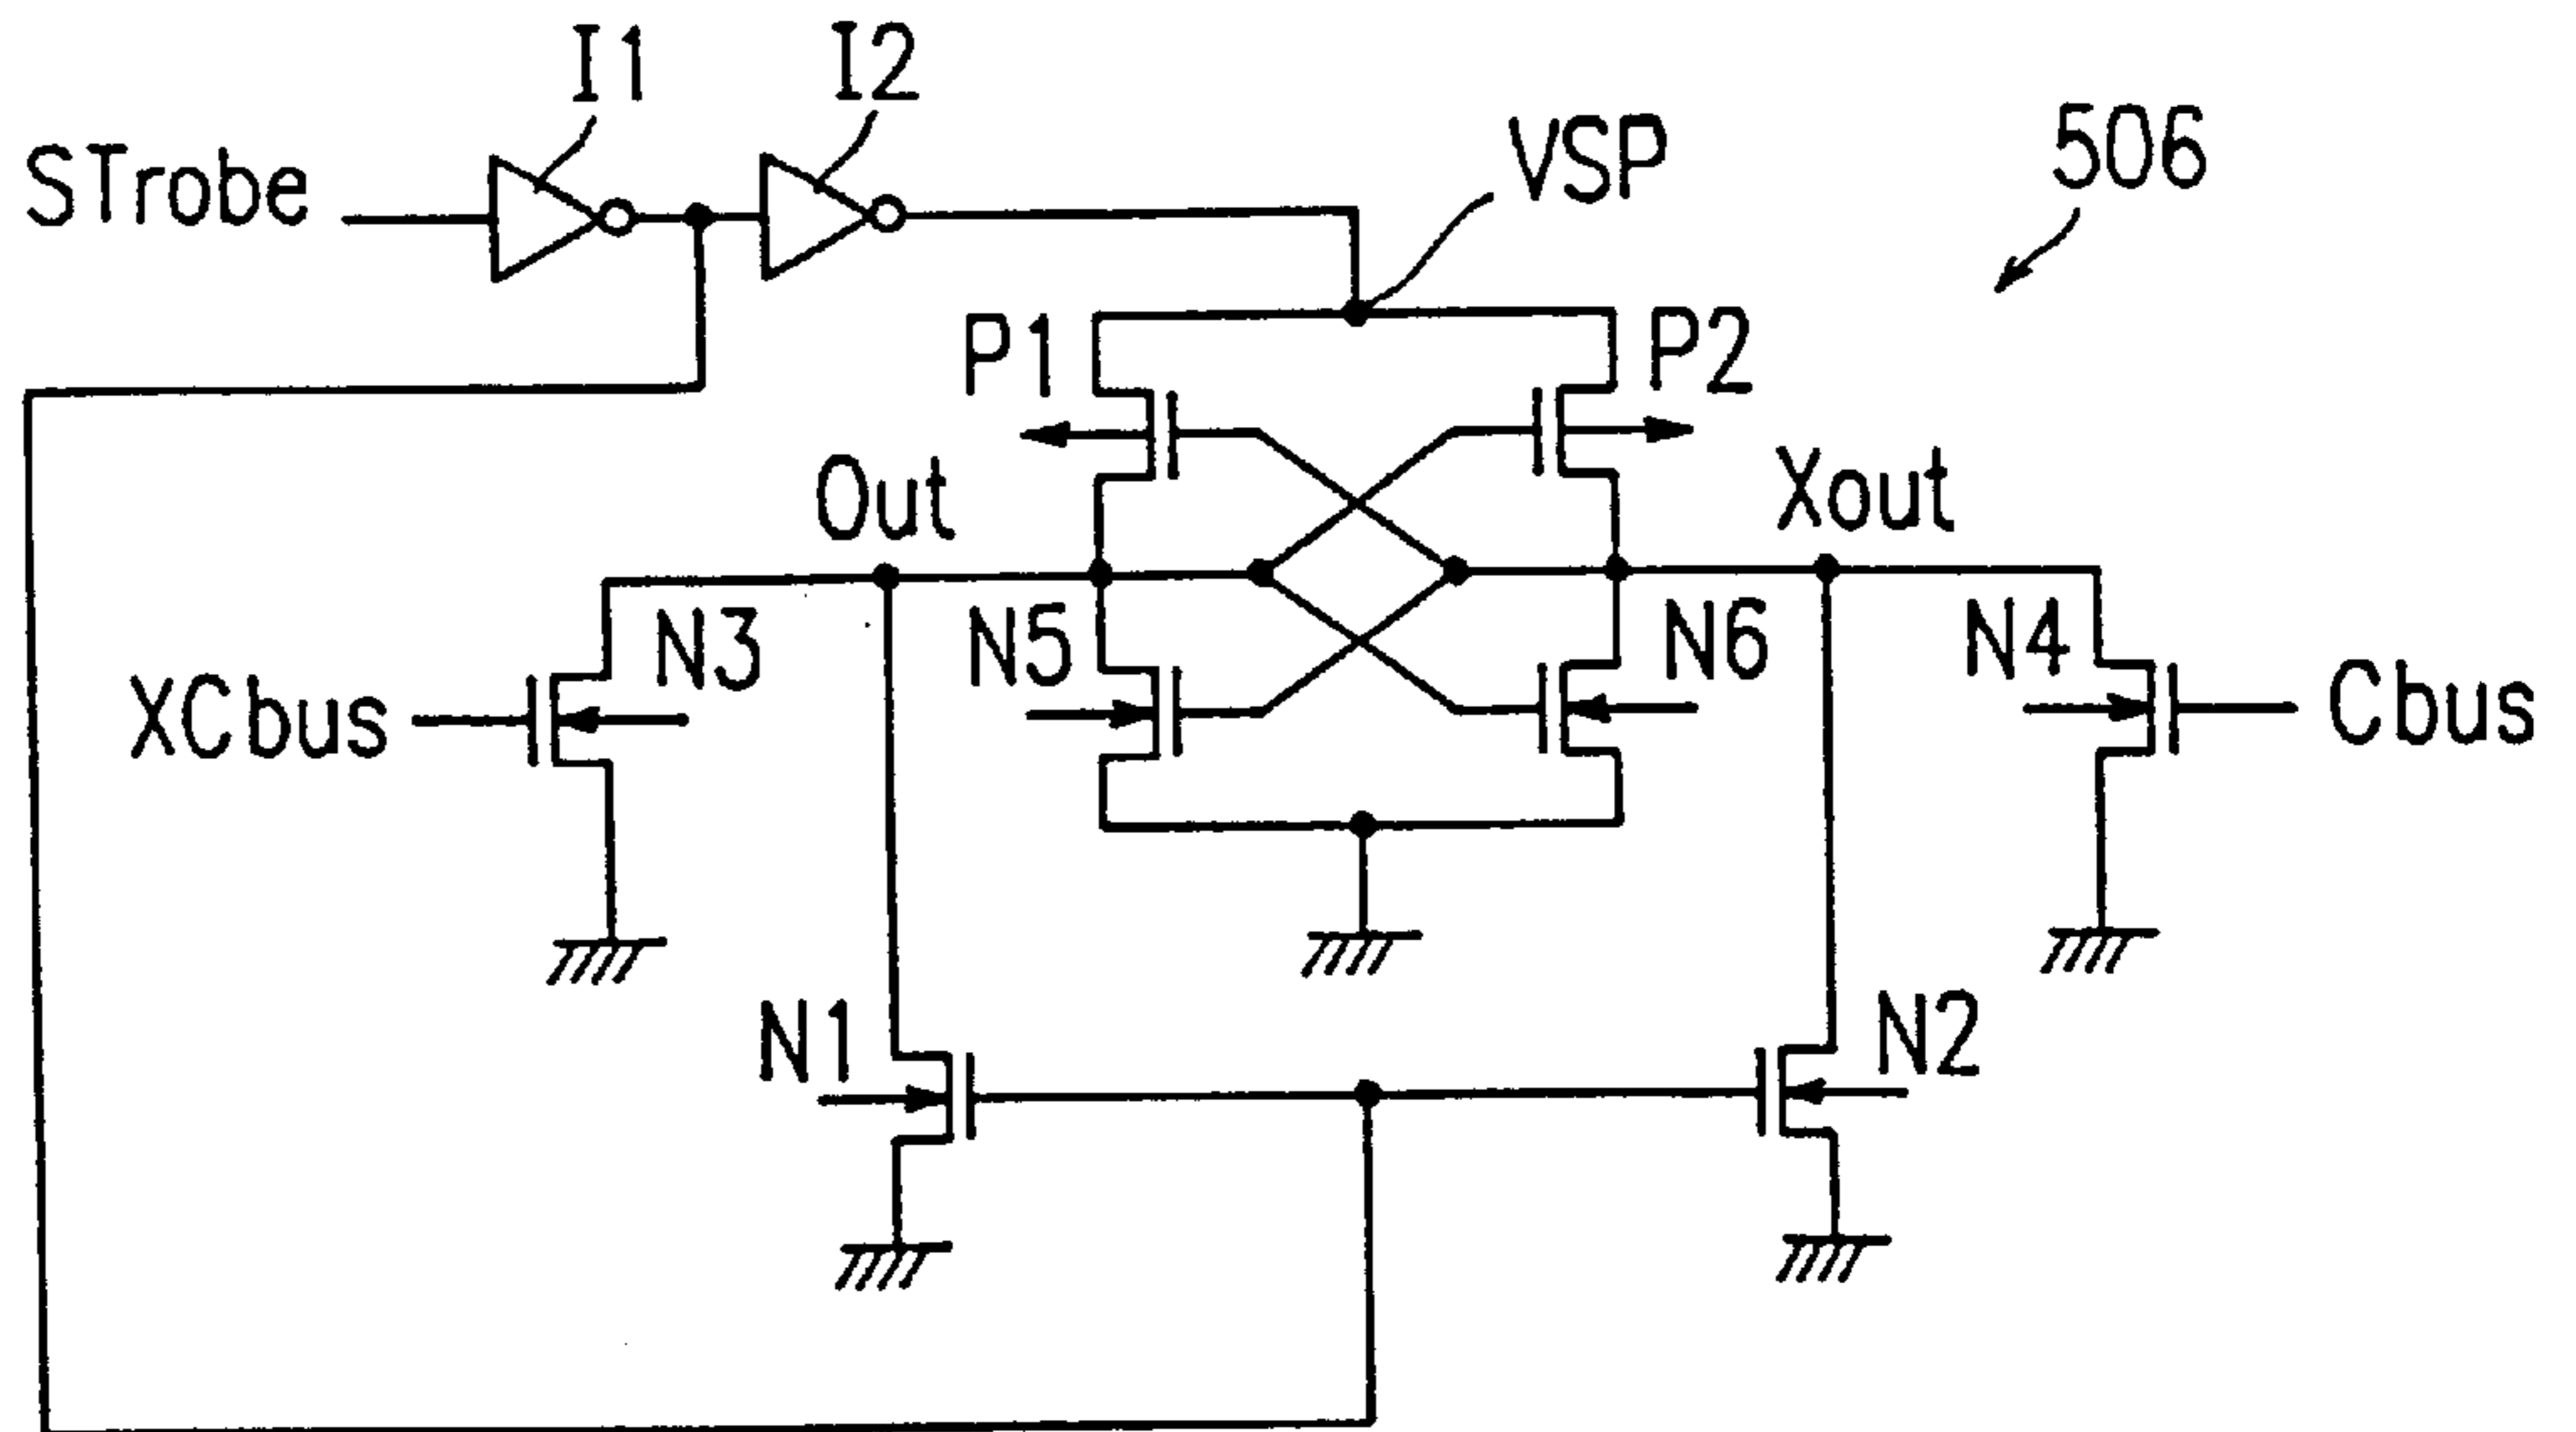 I1
I2
STrobe
VSP
506
P1
P2
Out
Xout
N3
N5
N6
N4
XCbus
Cbus
N1
N2